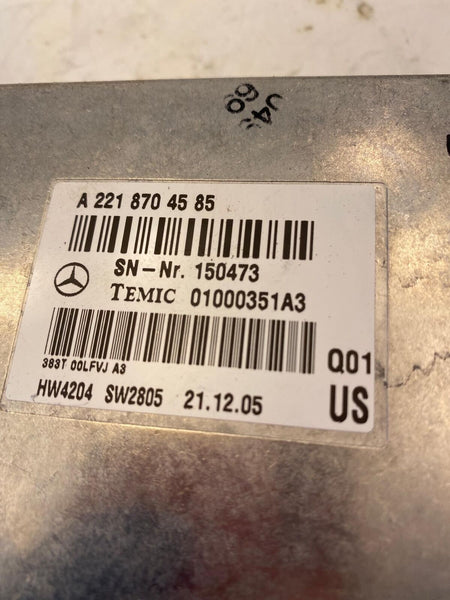 A 221 870 45 85
SN-Nr. 150473
TEMIC 01000351A3
383T 00LFVJ A3
Q01
HW4204 SW2805 21.12.05
US